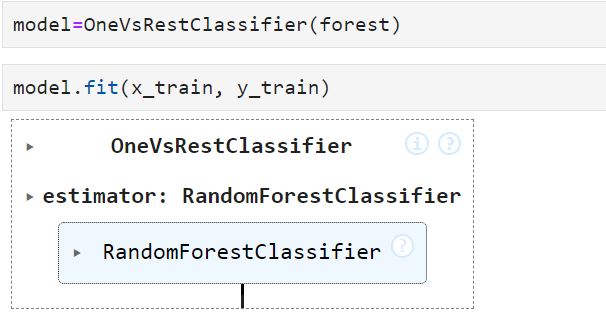 model=OneVsRestClassifier(forest)
model.fit(x_train, y_train)
▸ OneVsRestClassifier i ?
▸ estimator: RandomForestClassifier
▸ RandomForestClassifier ?